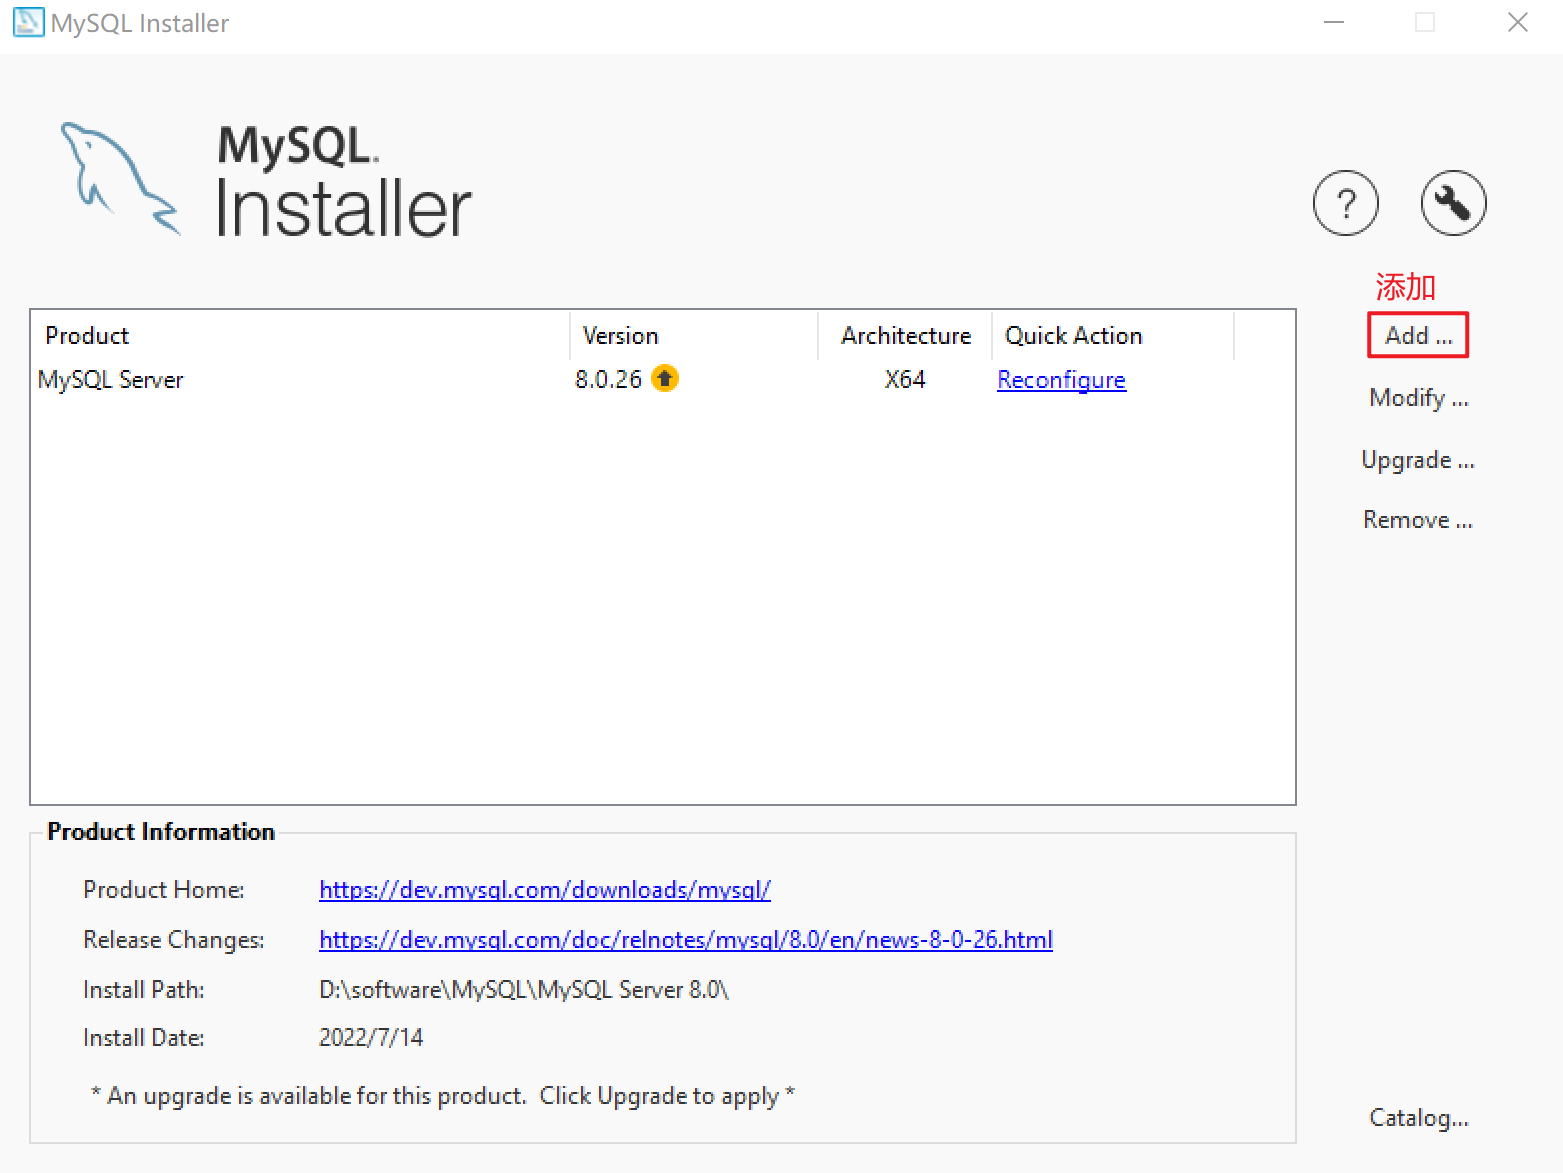 MySQL Installer
MySQL.
Installer
?
添加
Product Version Architecture Quick Action
Add ...
MySQL Server 8.0.26 X64 Reconfigure
Modify ...
Upgrade ...
Remove ...
Product Information
Product Home: https://dev.mysql.com/downloads/mysql/
Release Changes: https://dev.mysql.com/doc/relnotes/mysql/8.0/en/news-8-0-26.html
Install Path: D:\software\MySQL\MySQL Server 8.0\
Install Date: 2022/7/14
* An upgrade is available for this product. Click Upgrade to apply *
Catalog...